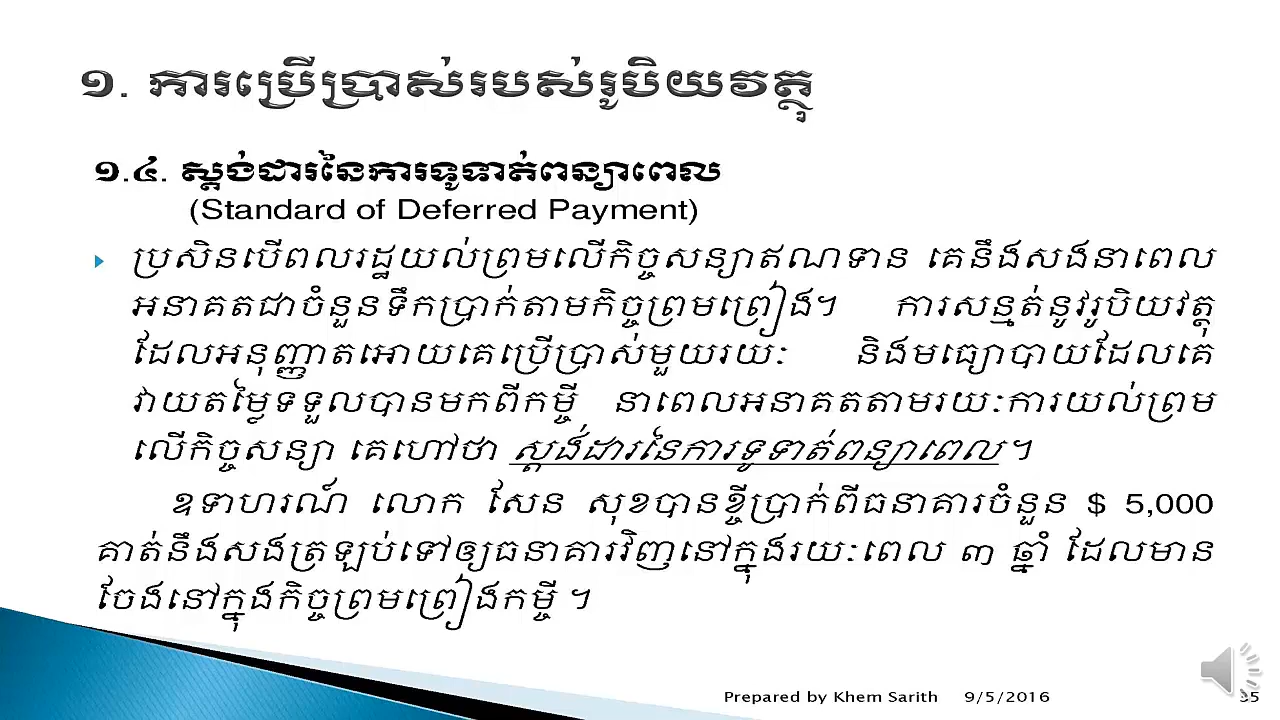 ១. ការប្រើប្រាស់របស់រូបិយវត្ថុ
១.៤. ស្តង់ដារនៃការទូទាត់ពន្យាពេល
(Standard of Deferred Payment)
ប្រសិនបើពលរដ្ឋយល់ព្រមលើកិច្ចសន្យាឥណទាន គេនឹងសងនាពេល
អនាគតជាចំនួនទឹកប្រាក់តាមកិច្ចព្រមព្រៀង។ ការសន្មត់នូវរូបិយវត្ថុ
ដែលអនុញ្ញាតអោយគេប្រើប្រាស់មួយរយៈ និងមធ្យោបាយដែលគេ
វាយតម្លៃទទួលបានមកពីកម្ចី នាពេលអនាគតតាមរយៈការយល់ព្រម
លើកិច្ចសន្យា គេហៅថា ស្តង់ដារនៃការទូទាត់ពន្យាពេល ។
ឧទាហរណ៍ លោក សែន សុខបានខ្ចីប្រាក់ពីធនាគារចំនួន $ 5,000
គាត់នឹងសងត្រឡប់ទៅឲ្យធនាគារវិញនៅក្នុងរយៈពេល ៣ ឆ្នាំ ដែលមាន
ចែងនៅក្នុងកិច្ចព្រមព្រៀងកម្ចី ។
Prepared by Khem Sarith 9/5/2016 35